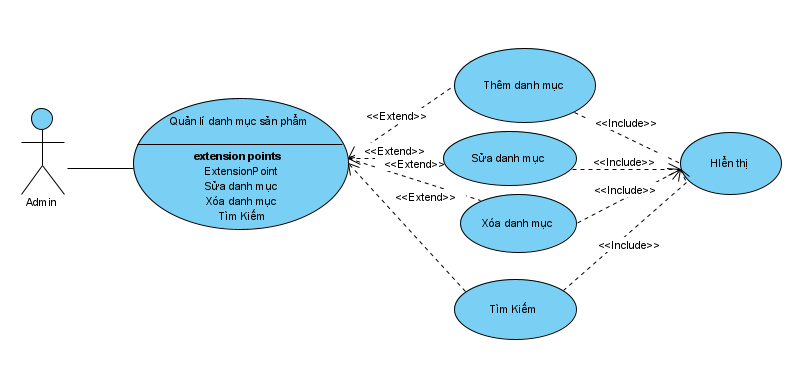 Admin
Quản lí danh mục sản phẩm
extension points
ExtensionPoint
Sửa danh mục
Xóa danh mục
Tìm Kiếm
<<Extend>>
<<Extend>>
<<Extend>>
<<Extend>>
Thêm danh mục
Sửa danh mục
Xóa danh mục
Tìm Kiếm
<<Include>>
<<Include>>
<<Include>>
<<Include>>
HIển thị